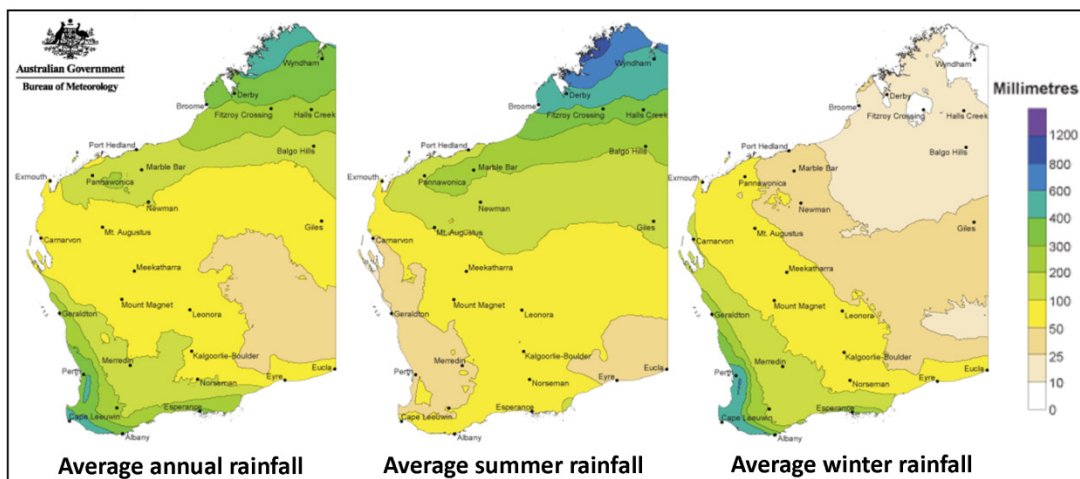 Australian Government
Bureau of Meteorology
Wyndham
Derby
Broome
Fitzroy Crossing
Halls Creek
Balgo Hills
Port Hedland
Marble Bar
Exmouth
Pannawonica
Newman
Giles
Mt. Augustus
Carnarvon
Meekatharra
Mount Magnet
Leonora
Geraldton
Kalgoorlie-Boulder
Merredin
Perth
Norseman
Eyre
Eucla
Cape Leeuwin
Esperance
Albany
Average annual rainfall
Wyndham
Derby
Broome
Fitzroy Crossing
Halls Creek
Balgo Hills
Port Hedland
Marble Bar
Exmouth
Pannawonica
Newman
Giles
Mt. Augustus
Carnarvon
Meekatharra
Mount Magnet
Leonora
Geraldton
Kalgoorlie-Boulder
Merredin
Perth
Norseman
Eyre
Eucla
Cape Leeuwin
Esperance
Albany
Average summer rainfall
Wyndham
Derby
Broome
Fitzroy Crossing
Halls Creek
Balgo Hills
Port Hedland
Marble Bar
Exmouth
Pannawonica
Newman
Giles
Mt. Augustus
Carnarvon
Meekatharra
Mount Magnet
Leonora
Geraldton
Kalgoorlie-Boulder
Merredin
Perth
Norseman
Eyre
Eucla
Cape Leeuwin
Esperance
Albany
Average winter rainfall
Millimetres
1200
800
600
400
300
200
100
50
25
10
0